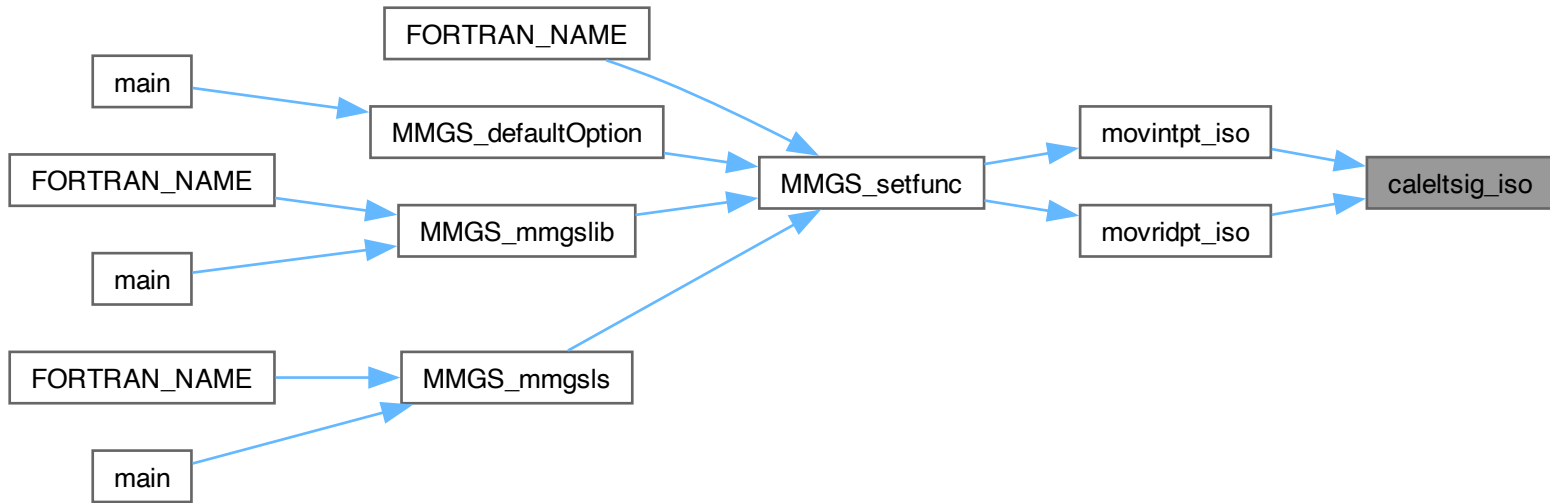 FORTRAN_NAME
main
MMGS_defaultOption
movintpt_iso
FORTRAN_NAME
MMGS_setfunc
caleltsig_iso
MMGS_mmgslib
movridpt_iso
main
FORTRAN_NAME
MMGS_mmgsls
main